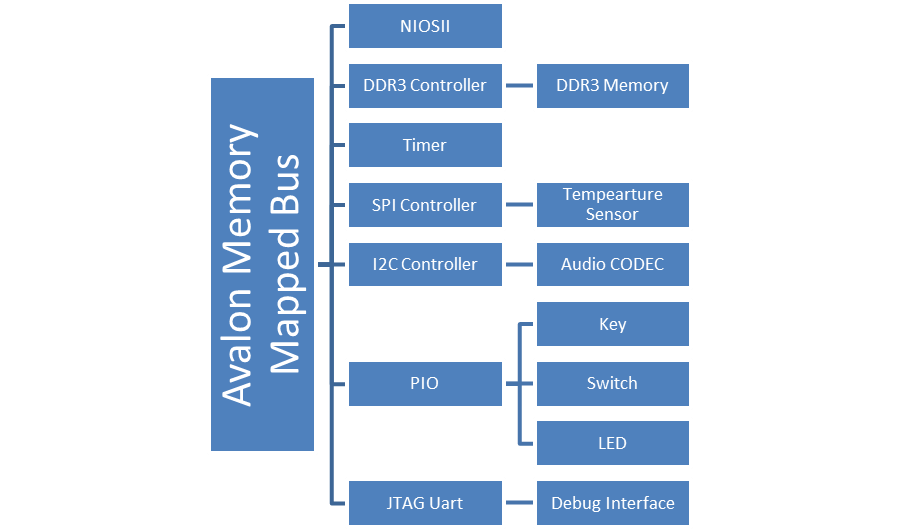 Avalon Memory
Mapped Bus
NIOSII
DDR3 Controller
DDR3 Memory
Timer
SPI Controller
Tempearture
Sensor
I2C Controller
Audio CODEC
PIO
Key
Switch
LED
JTAG Uart
Debug Interface